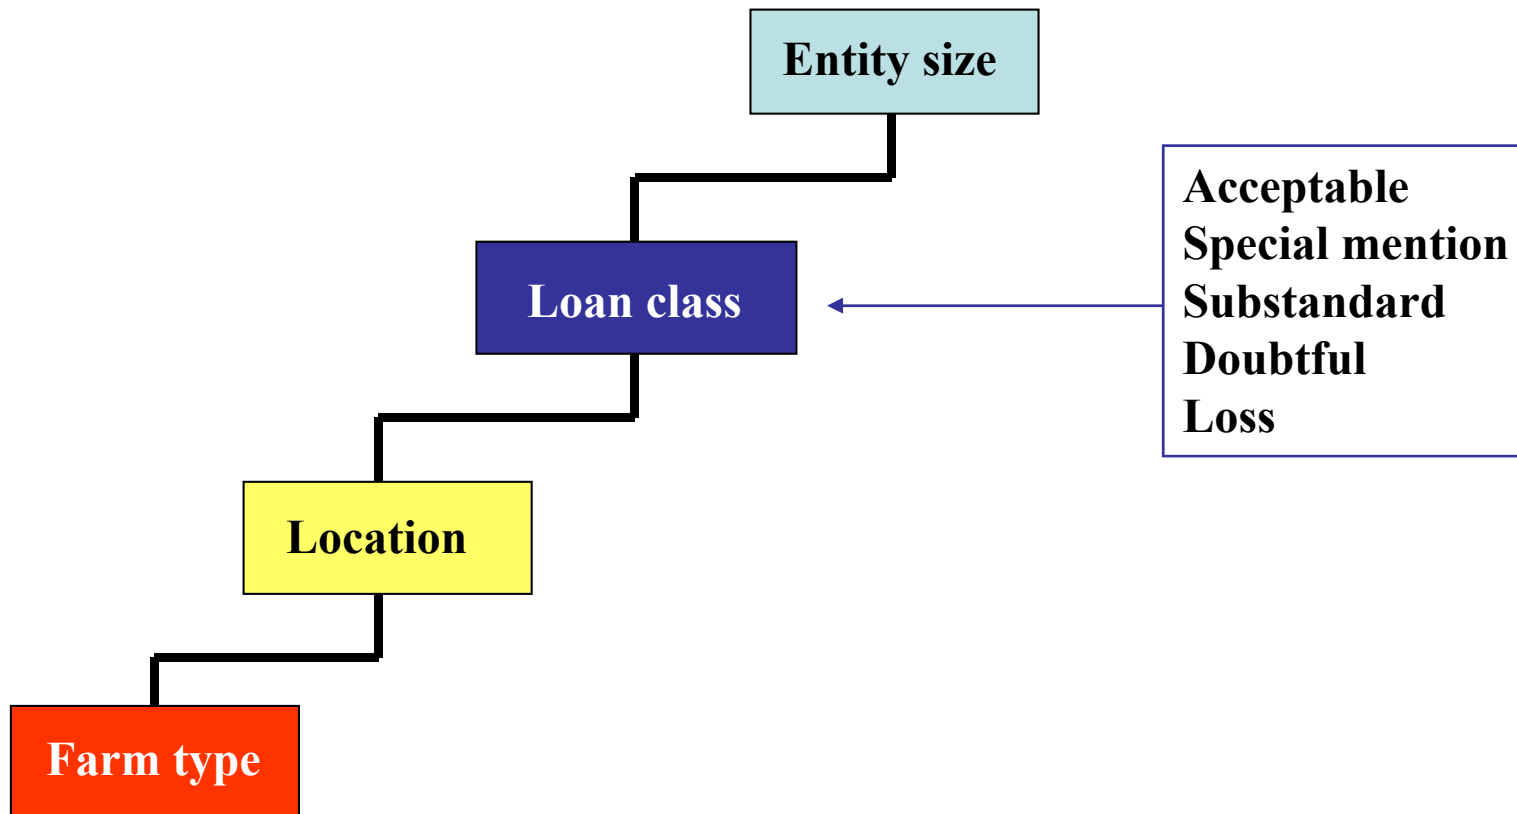 Entity size
Acceptable
Special mention
Loan class
Substandard
Doubtful
Loss
Location
Farm type